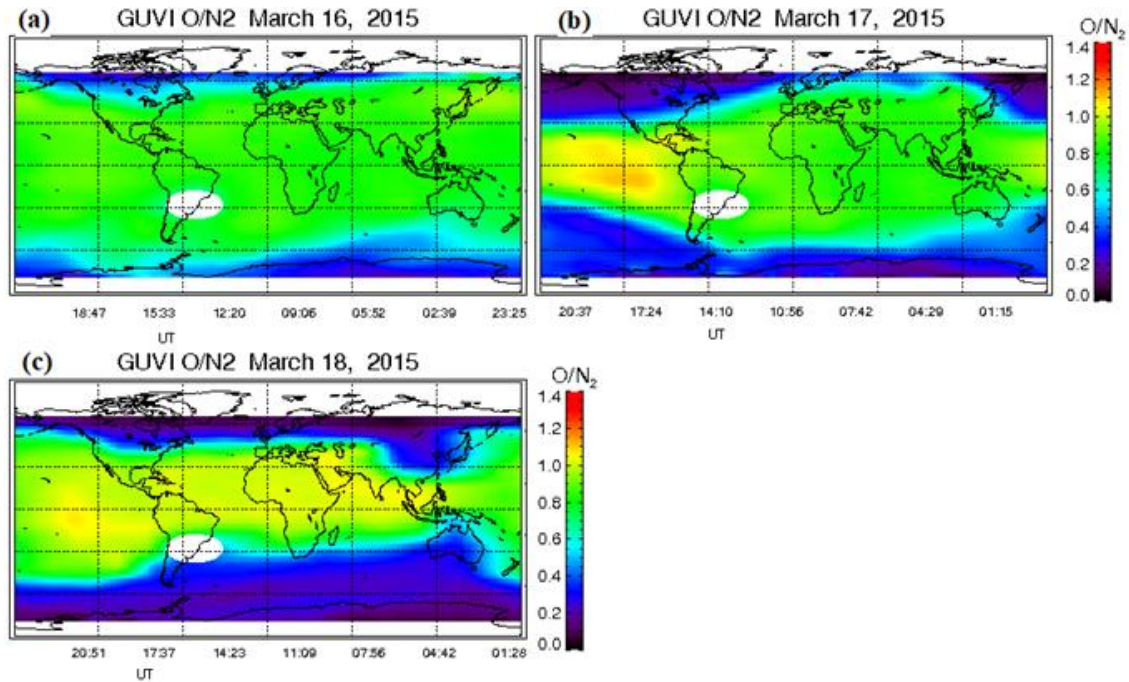 (a) GUVI O/N2 March 16, 2015
18:47 15:33 12:20 09:06 05:52 02:39 23:25
UT
(b) GUVI O/N2 March 17, 2015
20:37 17:24 14:10 10:56 07:42 04:29 01:15
UT
O/N₂
1.4
1.2
1.0
0.8
0.6
0.4
0.2
0.0
(c) GUVI O/N2 March 18, 2015
20:51 17:37 14:23 11:09 07:56 04:42 01:28
UT
O/N₂
1.4
1.2
1.0
0.8
0.6
0.4
0.2
0.0